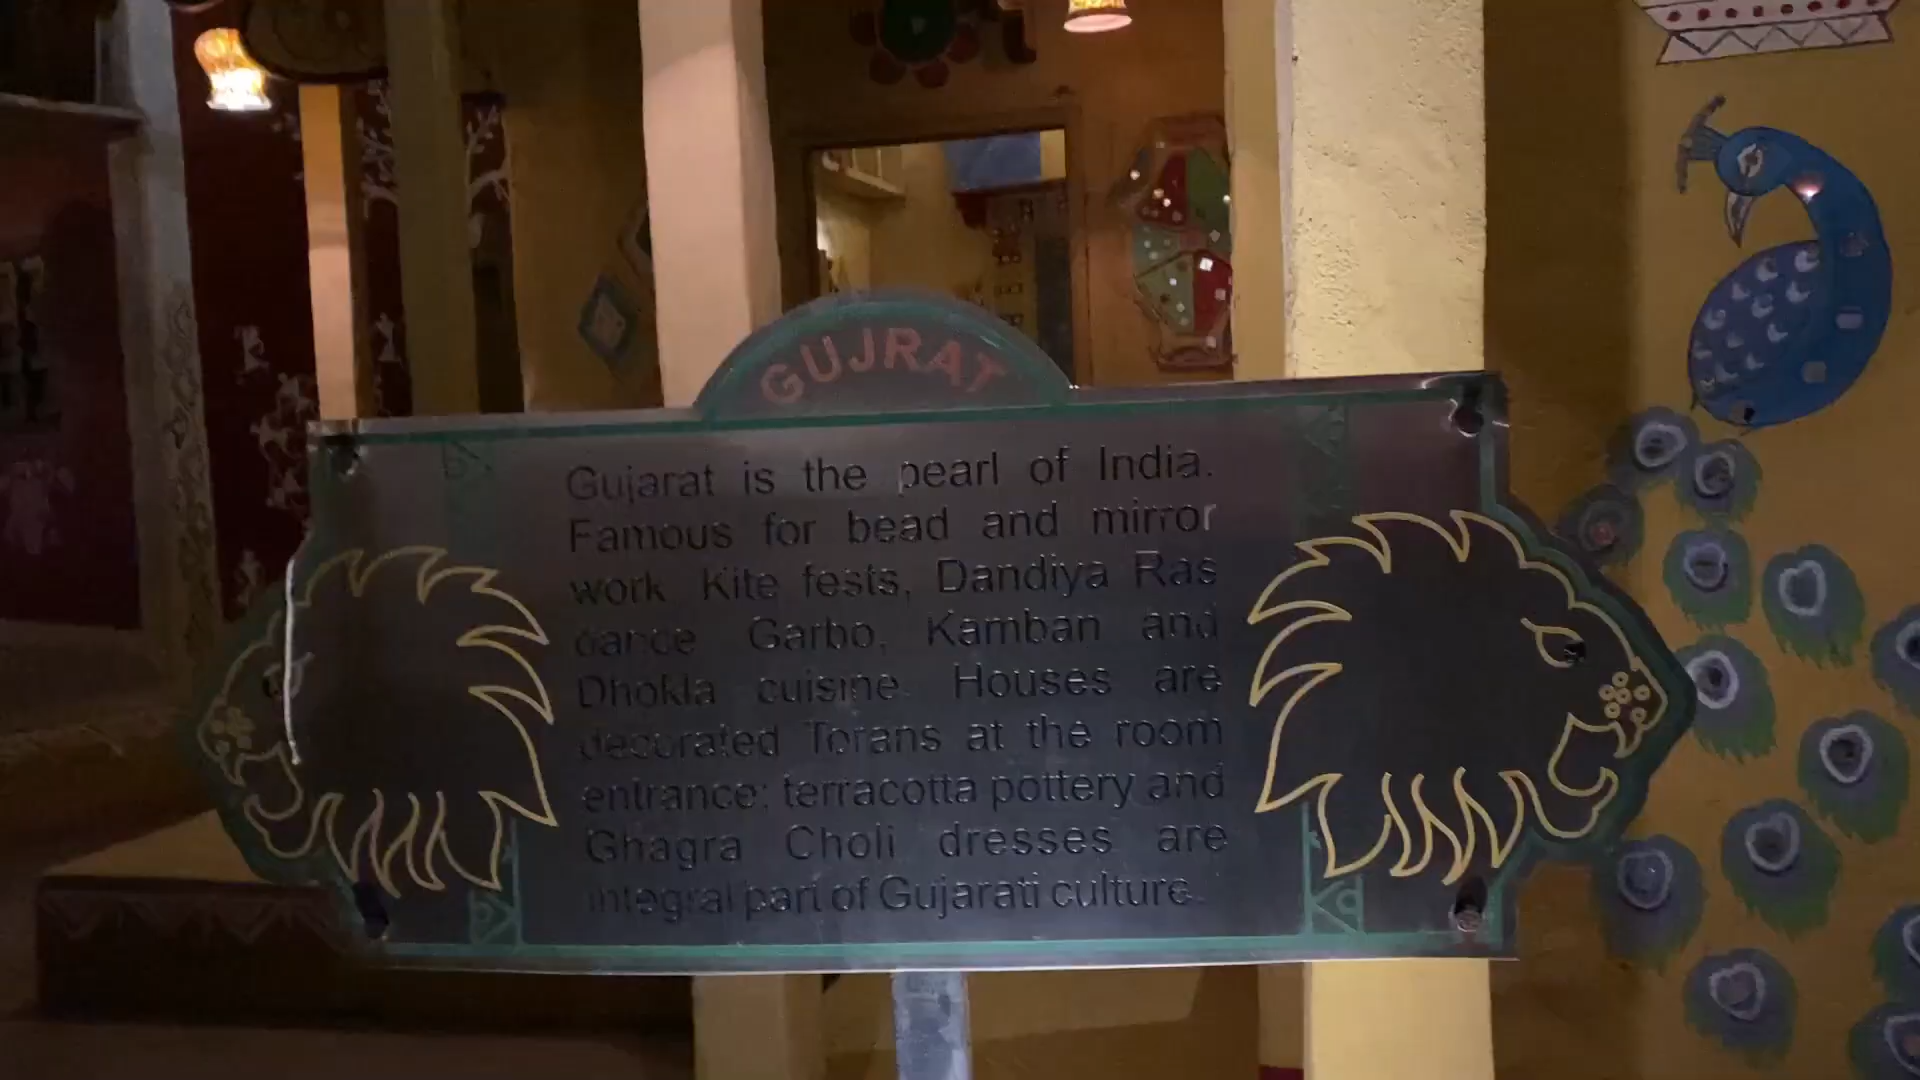 GUJRAT
Gujarat is the pearl of India.
Famous for bead and mirror
work Kite fests, Dandiya Ras
dance Garbo, Kamban and
Dhokla cuisine. Houses are
decorated Torans at the room
entrance; terracotta pottery and
Ghagra Choli dresses are
integral part of Gujarati culture.